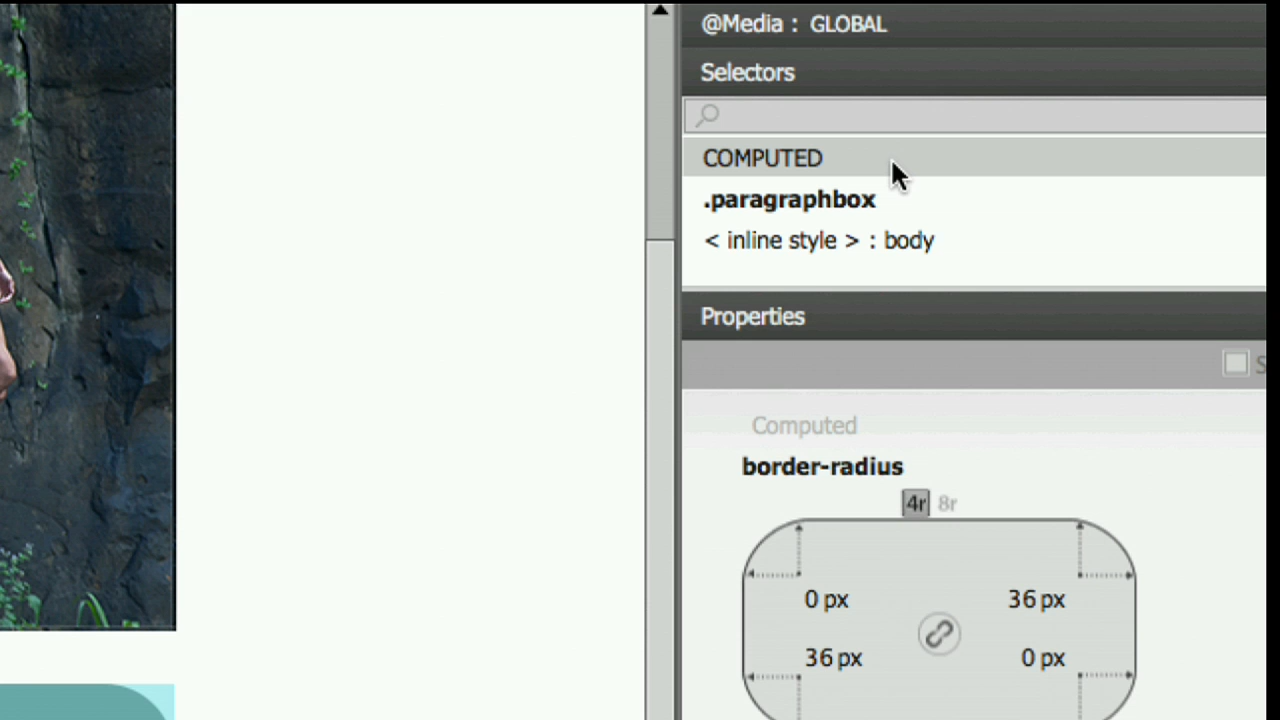 @Media : GLOBAL
Selectors
COMPUTED
.paragraphbox
< inline style > : body
Properties
S
Computed
border-radius
4r 8r
0 px 36 px
36 px 0 px